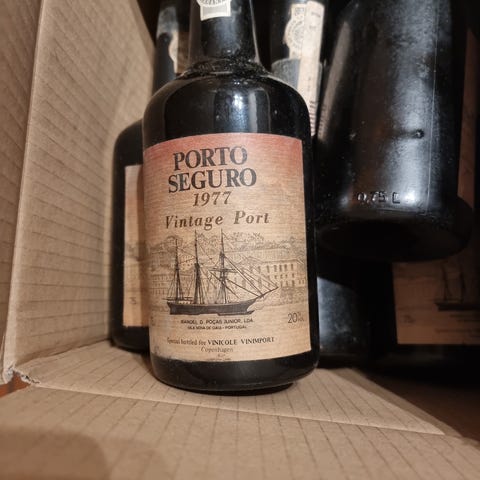 PORTO
SEGURO
1977
Vintage Port
MANOEL D. POÇAS JUNIOR, LDA.
VILA NOVA DE GAIA - PORTUGAL
20%
Special bottled for VINICOLE VINIMPORT
Copenhagen
0,75 L